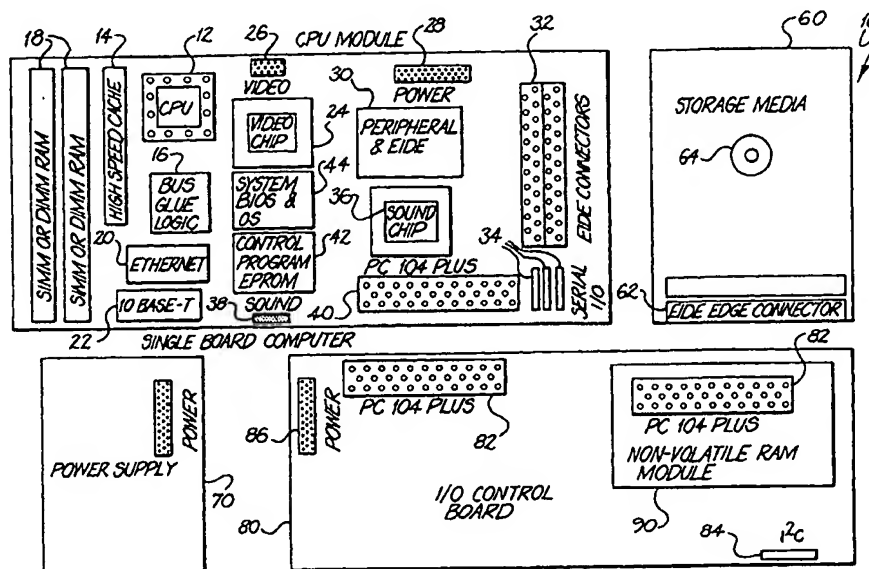 18
14
12
26
CPU MODULE
28
32
60
VIDEO
POWER
30
SIMM OR DIMM RAM
SIMM OR DIMM RAM
HIGH SPEED CACHE
CPU
VIDEO CHIP
24
PERIPHERAL & EIDE
EIDE CONNECTORS
STORAGE MEDIA
64
16
BUS GLUE LOGIC
SYSTEM BIOS & OS
44
36
SOUND CHIP
34
20
ETHERNET
CONTROL PROGRAM EPROM
42
PC 104 PLUS
SERIAL I/O
10 BASE-T
SOUND
38
40
62
EIDE EDGE CONNECTOR
22
SINGLE BOARD COMPUTER
82
POWER
POWER SUPPLY
70
86
POWER
PC 104 PLUS
82
PC 104 PLUS
NON-VOLATILE RAM MODULE
I/O CONTROL BOARD
80
90
84
I²C